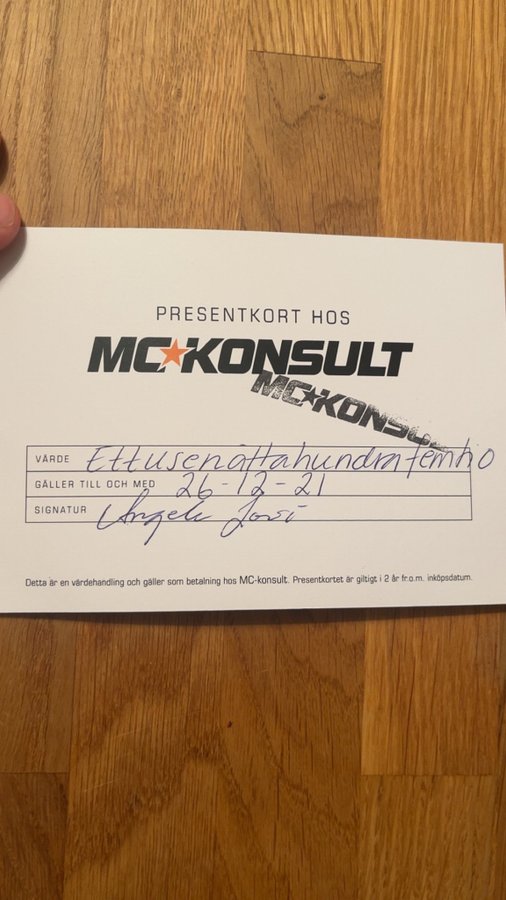 PRESENTKORT HOS
MC★KONSULT
MC★KONSU
VÄRDE Ettusenåttahundrafemtio
GÄLLER TILL OCH MED 26-12-21
SIGNATUR
Detta är en värdehandling och gäller som betalning hos MC-konsult. Presentkortet är giltigt i 2 år fr.o.m. inköpsdatum.